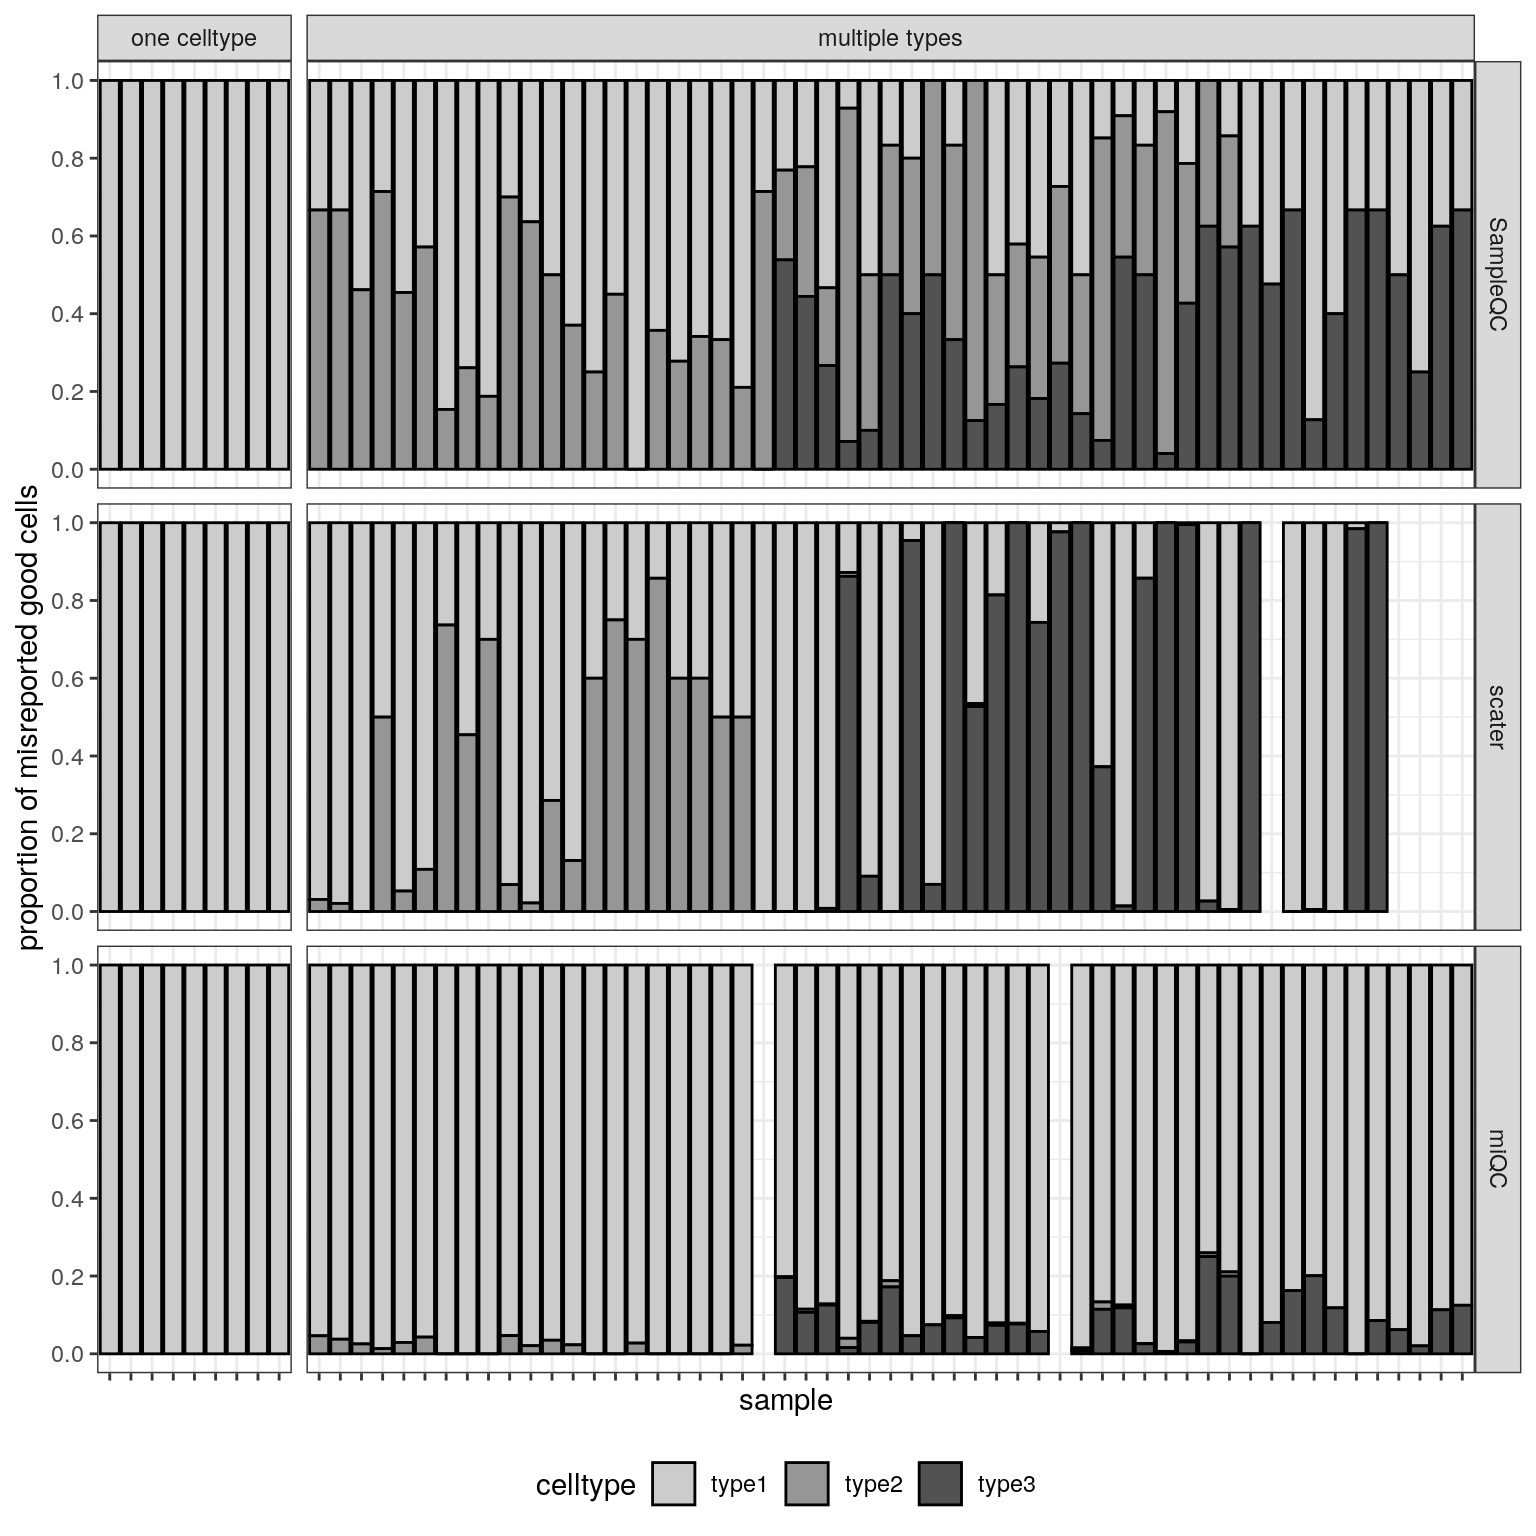 one celltype
multiple types
1.0
0.8
0.6
0.4
0.2
0.0
SampleQC
1.0
0.8
0.6
0.4
0.2
0.0
scater
1.0
0.8
0.6
0.4
0.2
0.0
miQC
proportion of misreported good cells
sample
celltype type1 type2 type3